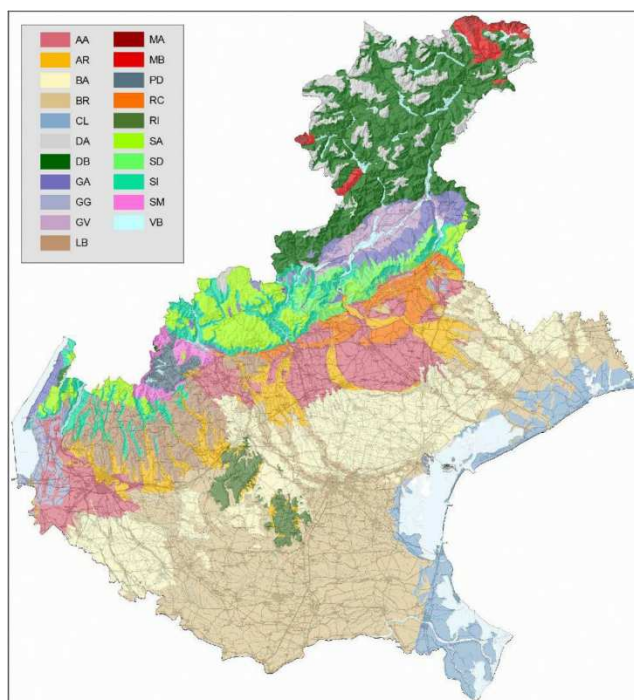 AA MA
AR MB
BA PD
BR RC
CL RI
DA SA
DB SD
GA SI
GG SM
GV VB
LB